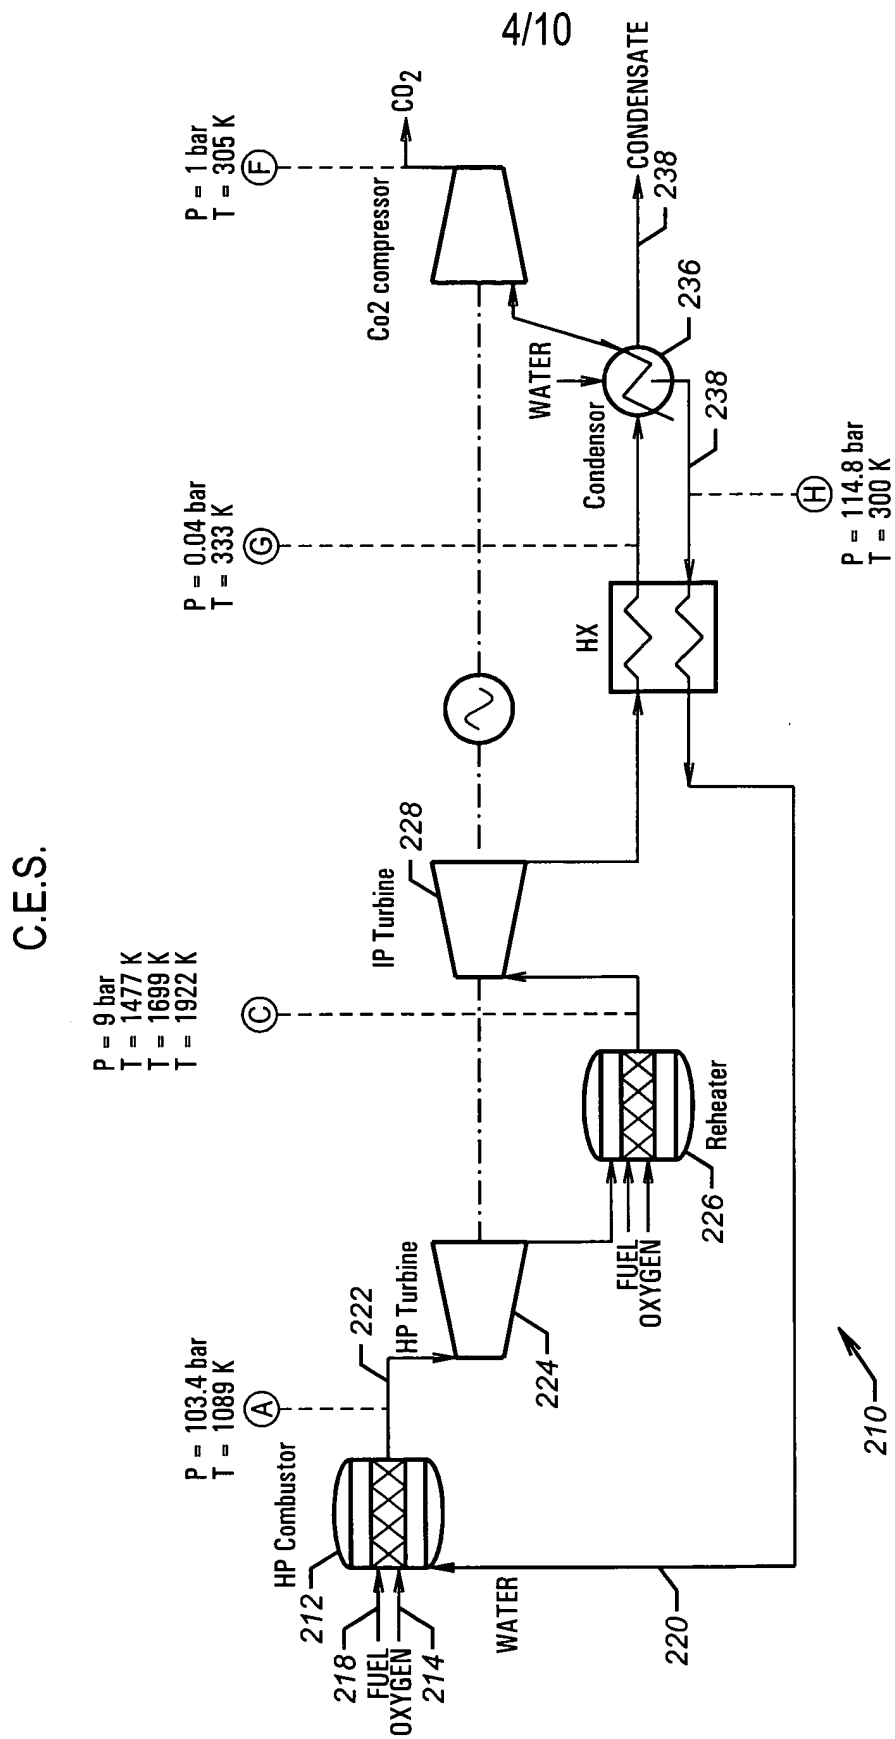 4/10
C.E.S.
P = 103.4 bar
T = 1089 K
A
P = 9 bar
T = 1477 K
T = 1699 K
T = 1922 K
C
P = 0.04 bar
T = 333 K
G
P = 1 bar
T = 305 K
F
HP Combustor
212
218
FUEL
OXYGEN
214
WATER
220
222
HP Turbine
224
FUEL
OXYGEN
226
Reheater
IP Turbine
228
HX
Condensor
WATER
236
238
238
CONDENSATE
Co2 compressor
CO2
H
P = 114.8 bar
T = 300 K
210